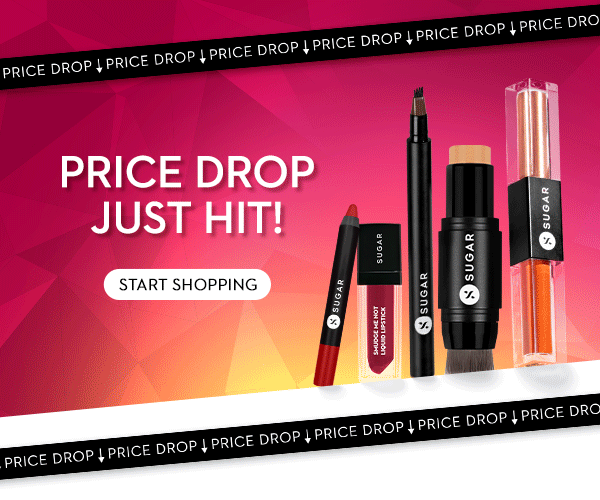 PRICE DROP ↓ PRICE DROP ↓ PRICE DROP ↓ PRICE DROP ↓ PRICE DROP ↓ PRICE DRO
PRICE DROP
JUST HIT!
START SHOPPING
SUGAR
SUGAR
SMUDGE ME NOT
LIQUID LIPSTICK
SUGAR
SUGAR
SUGAR
PRICE DROP ↓ PRICE DROP ↓ PRICE DROP ↓ PRICE DROP ↓ PRICE DROP ↓ PRICE DRO